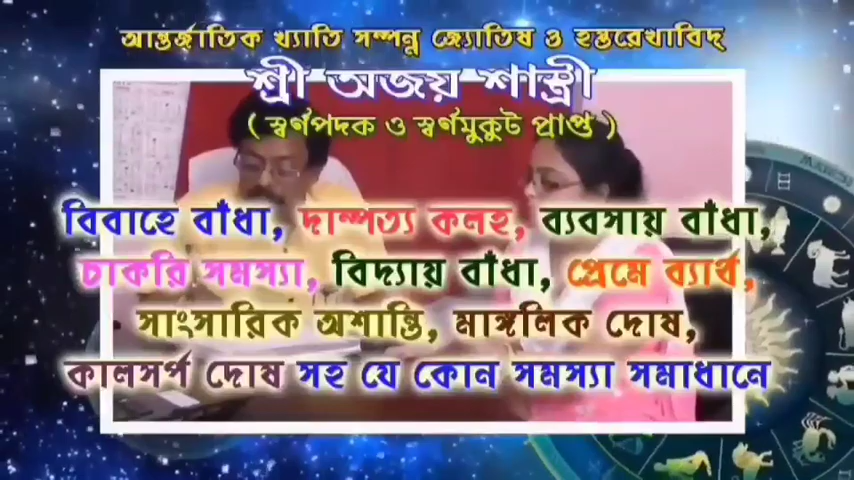 আন্তর্জাতিক খ্যাতি সম্পন্ন জ্যোতিষ ও হস্তরেখাবিদ্
শ্রী অজয় শাস্ত্রী
( স্বর্ণপদক ও স্বর্ণমুকুট প্রাপ্ত )
বিবাহে বাঁধা, দাম্পত্য কলহ, ব্যবসায় বাঁধা,
চাকরি সমস্যা, বিদ্যায় বাঁধা, প্রেমে ব্যার্থ,
সাংসারিক অশান্তি, মাঙ্গলিক দোষ,
কালসর্প দোষ সহ যে কোন সমস্যা সমাধানে